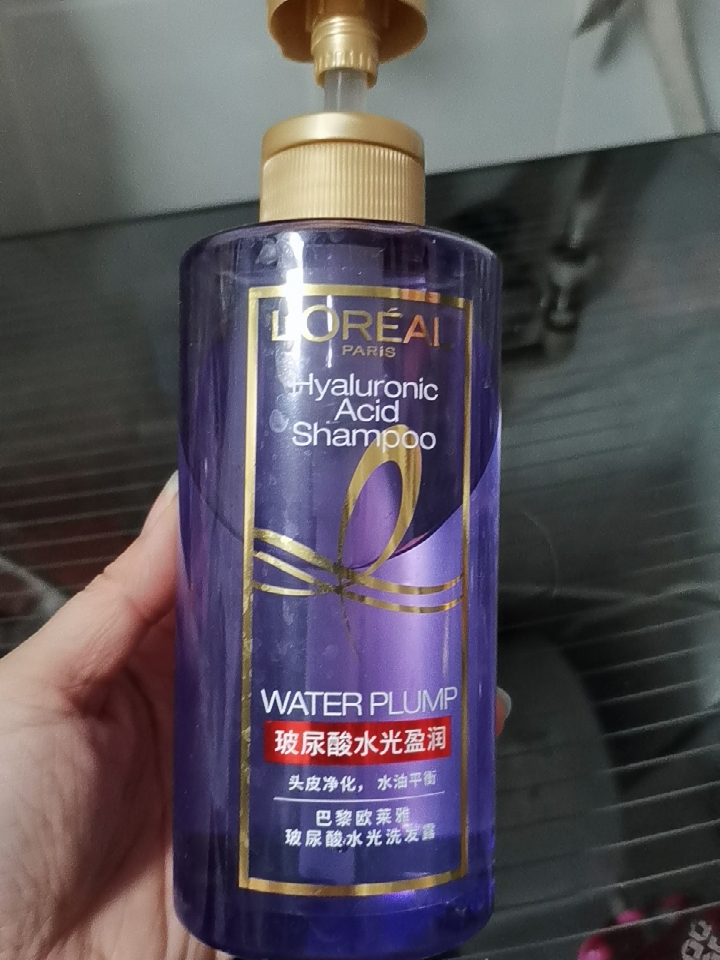 L'ORÉAL
PARIS
Hyaluronic
Acid
Shampoo
WATER PLUMP
玻尿酸水光盈润
头皮净化，水油平衡
巴黎欧莱雅
玻尿酸水光洗发露